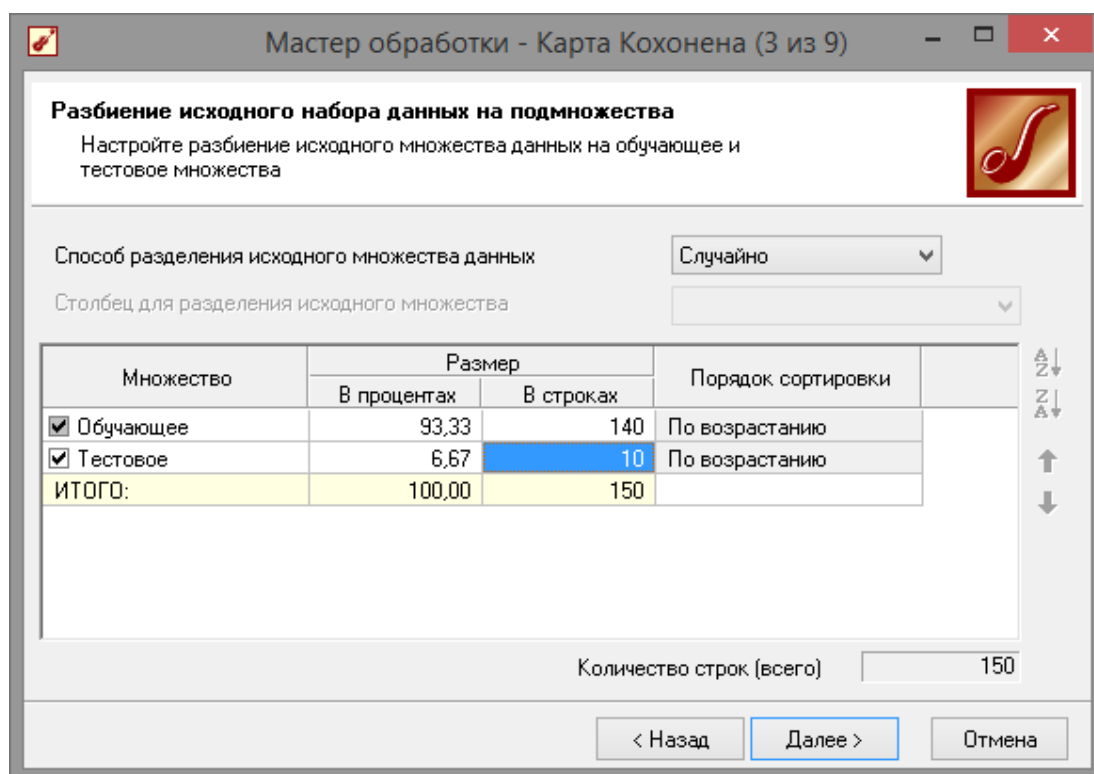 Мастер обработки - Карта Кохонена (3 из 9)
Разбиение исходного набора данных на подмножества
Настройте разбиение исходного множества данных на обучающее и
тестовое множества
Способ разделения исходного множества данных Случайно
Столбец для разделения исходного множества
Множество Размер Порядок сортировки
В процентах В строках
Обучающее 93,33 140 По возрастанию
Тестовое 6,67 10 По возрастанию
ИТОГО: 100,00 150
A Z
Z A
Количество строк (всего) 150
< Назад Далее > Отмена